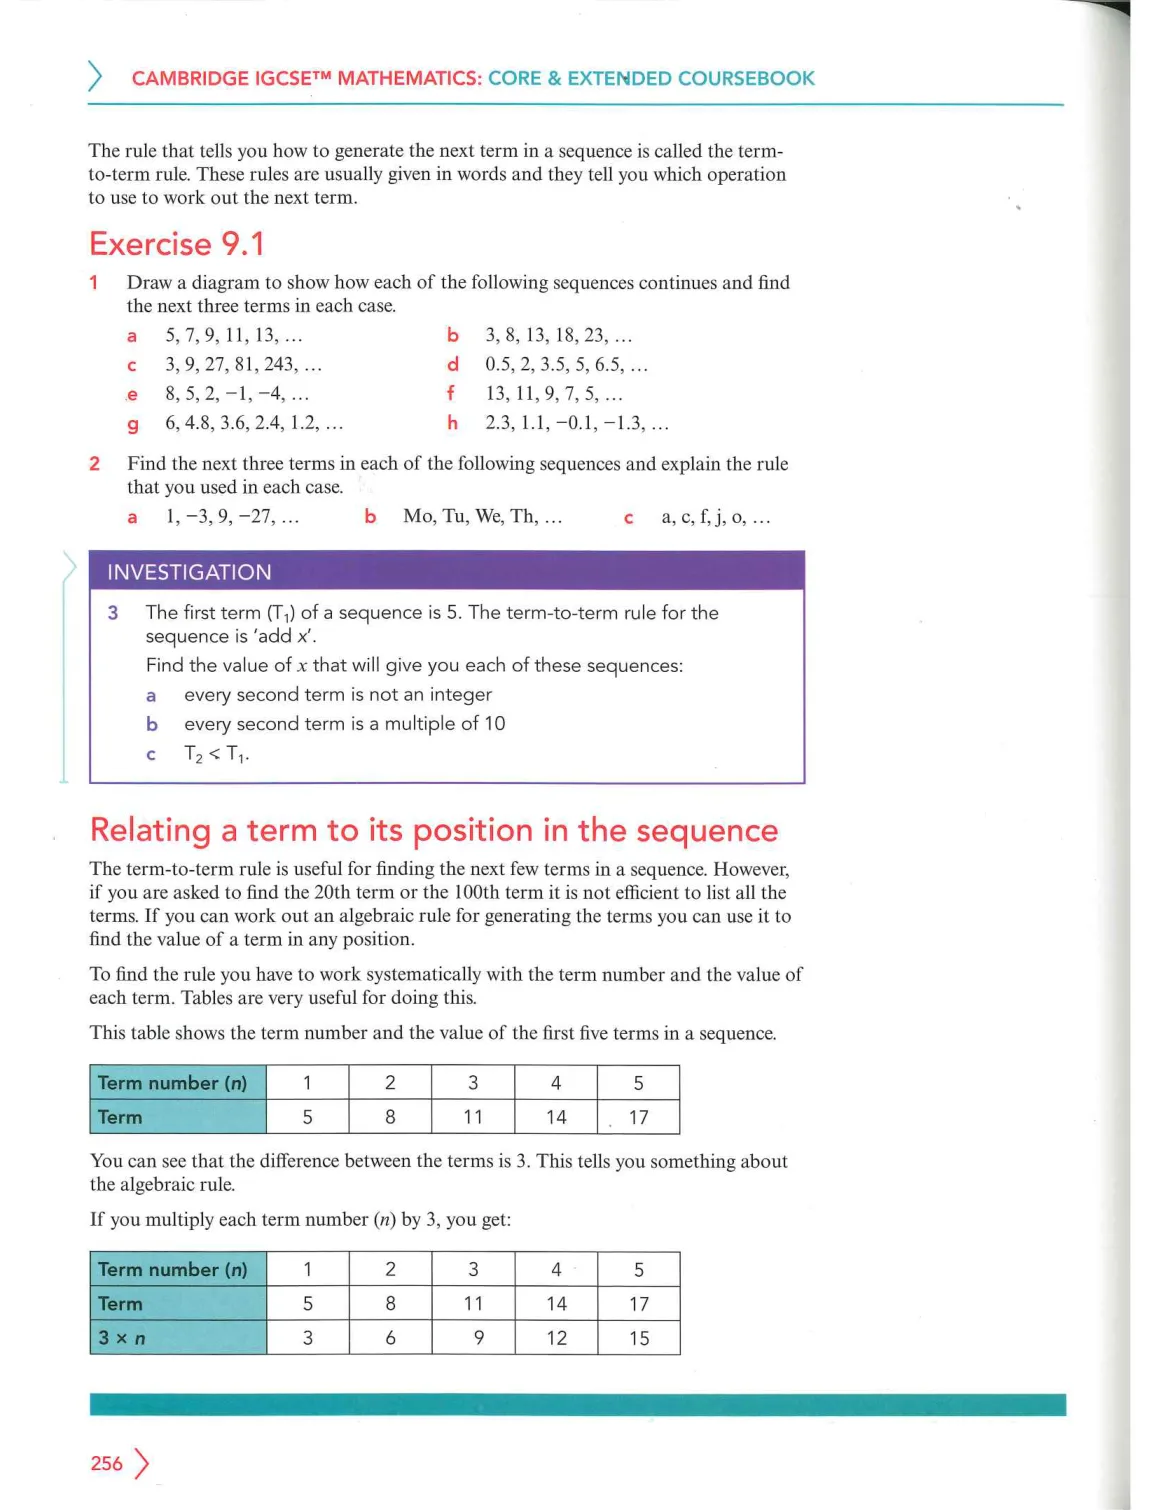 CAMBRIDGE IGCSE™ MATHEMATICS: CORE & EXTENDED COURSEBOOK
The rule that tells you how to generate the next term in a sequence is called the term-
to-term rule. These rules are usually given in words and they tell you which operation
to use to work out the next term.
Exercise 9.1
1 Draw a diagram to show how each of the following sequences continues and find
the next three terms in each case.
a 5, 7, 9, 11, 13, … b 3, 8, 13, 18, 23, …
c 3, 9, 27, 81, 243, … d 0.5, 2, 3.5, 5, 6.5, …
e 8, 5, 2, −1, −4, … f 13, 11, 9, 7, 5, …
g 6, 4.8, 3.6, 2.4, 1.2, … h 2.3, 1.1, −0.1, −1.3, …
2 Find the next three terms in each of the following sequences and explain the rule
that you used in each case.
a 1, −3, 9, −27, … b Mo, Tu, We, Th, … c a, c, f, j, o, …
INVESTIGATION
3 The first term (T₁) of a sequence is 5. The term-to-term rule for the
sequence is 'add x'.
Find the value of x that will give you each of these sequences:
a every second term is not an integer
b every second term is a multiple of 10
c T₂ < T₁.
Relating a term to its position in the sequence
The term-to-term rule is useful for finding the next few terms in a sequence. However,
if you are asked to find the 20th term or the 100th term it is not efficient to list all the
terms. If you can work out an algebraic rule for generating the terms you can use it to
find the value of a term in any position.
To find the rule you have to work systematically with the term number and the value of
each term. Tables are very useful for doing this.
This table shows the term number and the value of the first five terms in a sequence.
Term number (n) 1 2 3 4 5
Term 5 8 11 14 17
You can see that the difference between the terms is 3. This tells you something about
the algebraic rule.
If you multiply each term number (n) by 3, you get:
Term number (n) 1 2 3 4 5
Term 5 8 11 14 17
3 × n 3 6 9 12 15
256